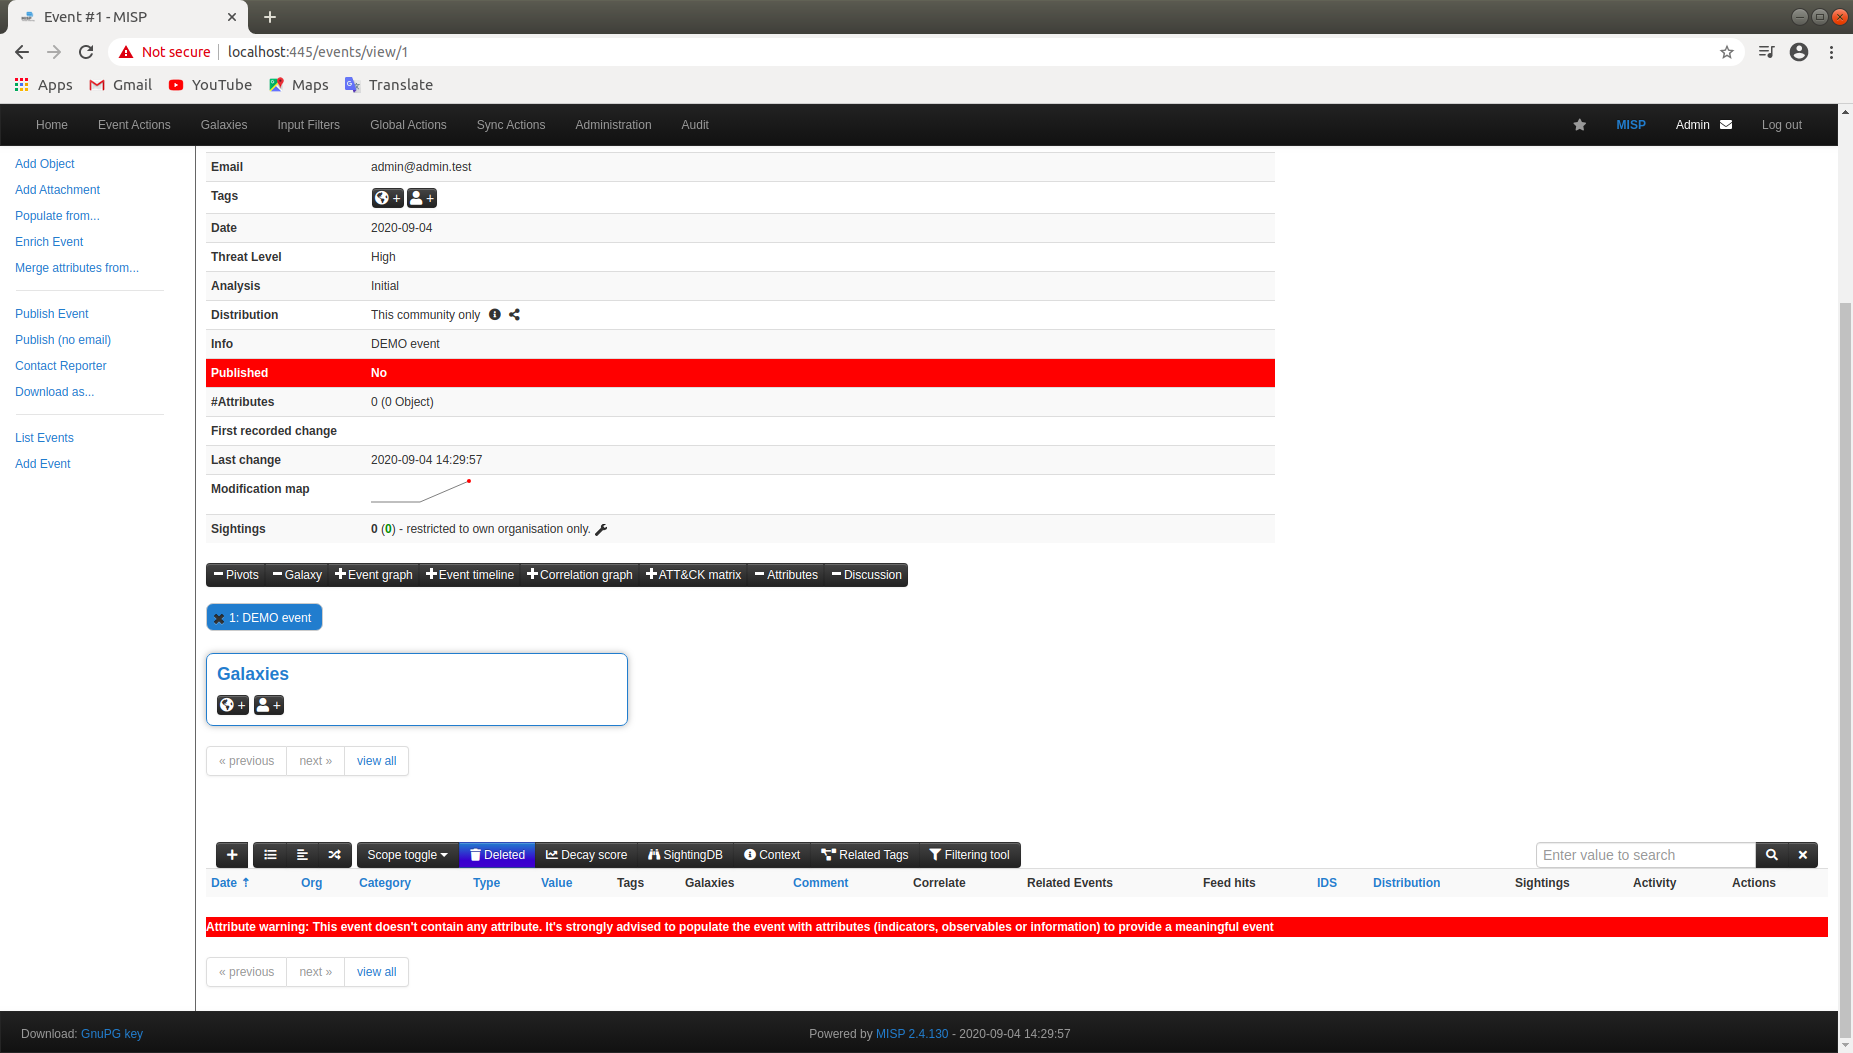 Event #1 - MISP
Not secure localhost:445/events/view/1
Apps Gmail YouTube Maps Translate
Home Event Actions Galaxies Input Filters Global Actions Sync Actions Administration Audit MISP Admin Log out
Add Object
Add Attachment
Populate from...
Enrich Event
Merge attributes from...
Publish Event
Publish (no email)
Contact Reporter
Download as...
List Events
Add Event
Email admin@admin.test
Tags + +
Date 2020-09-04
Threat Level High
Analysis Initial
Distribution This community only
Info DEMO event
Published No
#Attributes 0 (0 Object)
First recorded change
Last change 2020-09-04 14:29:57
Modification map
Sightings 0 (0) - restricted to own organisation only.
Pivots Galaxy Event graph Event timeline Correlation graph ATT&CK matrix Attributes Discussion
1: DEMO event
Galaxies
+ +
« previous next » view all
Scope toggle Deleted Decay score SightingDB Context Related Tags Filtering tool Enter value to search
Date Org Category Type Value Tags Galaxies Comment Correlate Related Events Feed hits IDS Distribution Sightings Activity Actions
Attribute warning: This event doesn't contain any attribute. It's strongly advised to populate the event with attributes (indicators, observables or information) to provide a meaningful event
« previous next » view all
Download: GnuPG key Powered by MISP 2.4.130 - 2020-09-04 14:29:57